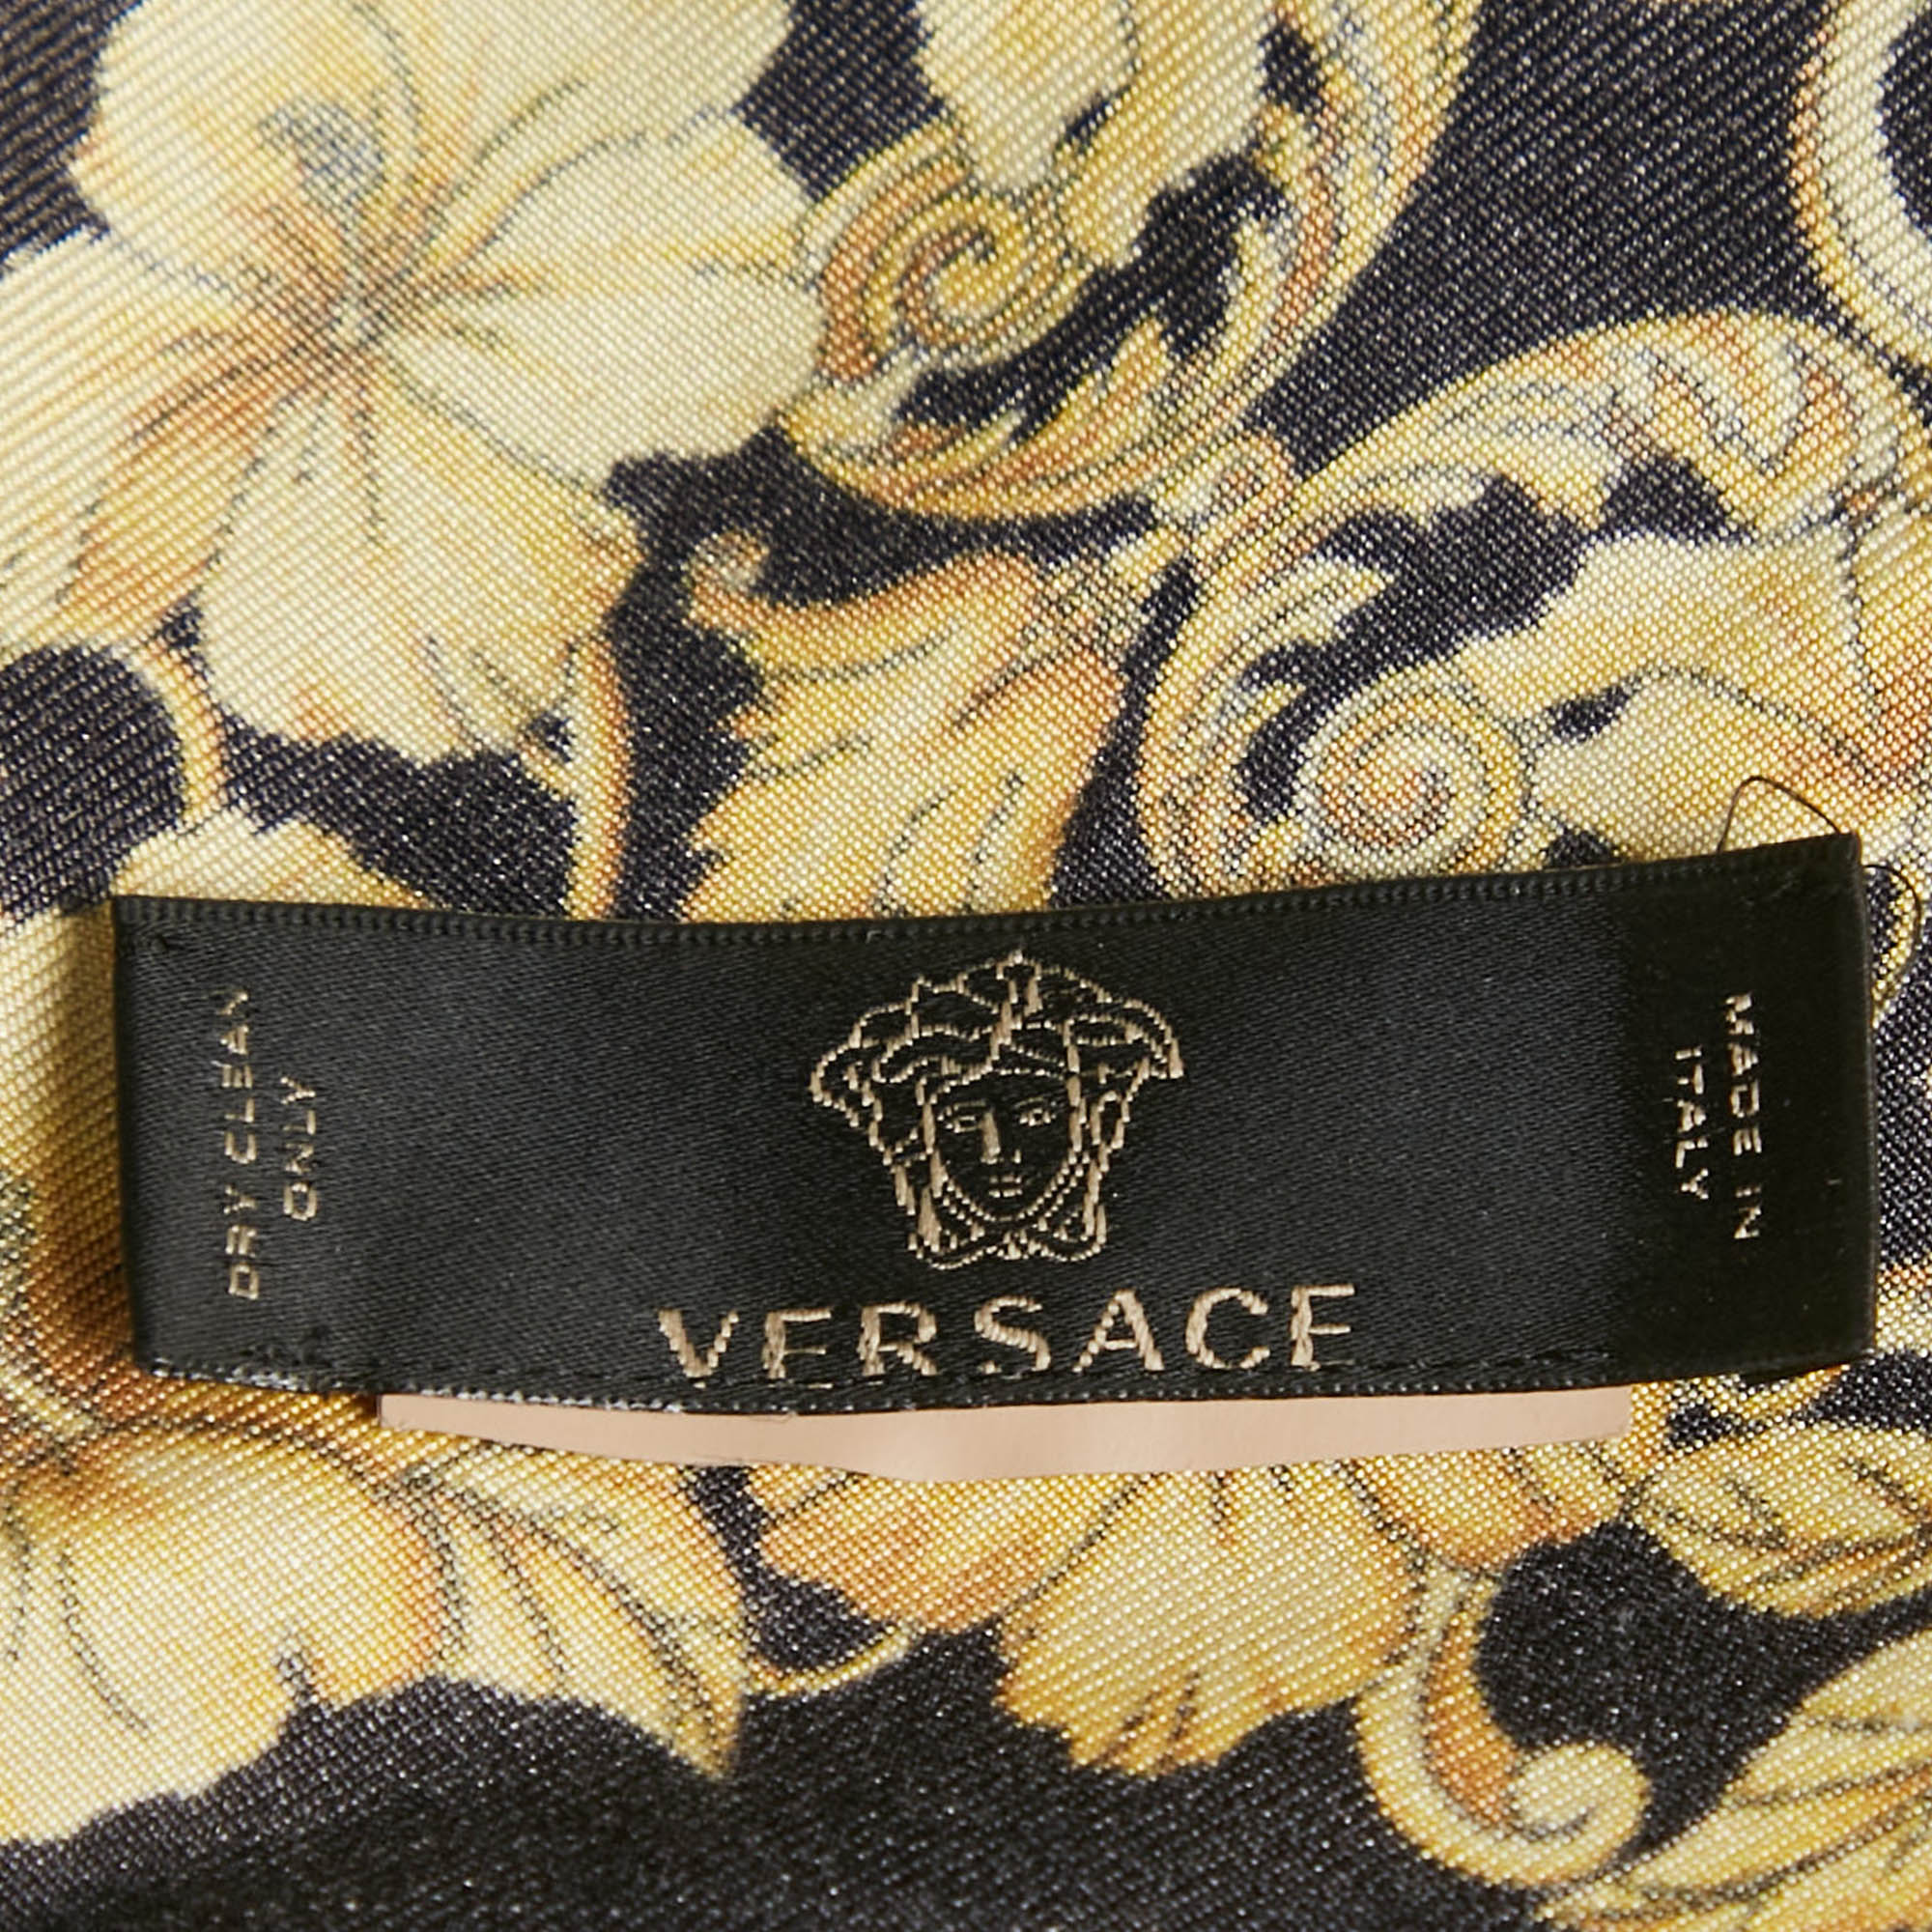 DRY CLEAN
ONLY
VERSACE
MADE IN
ITALY